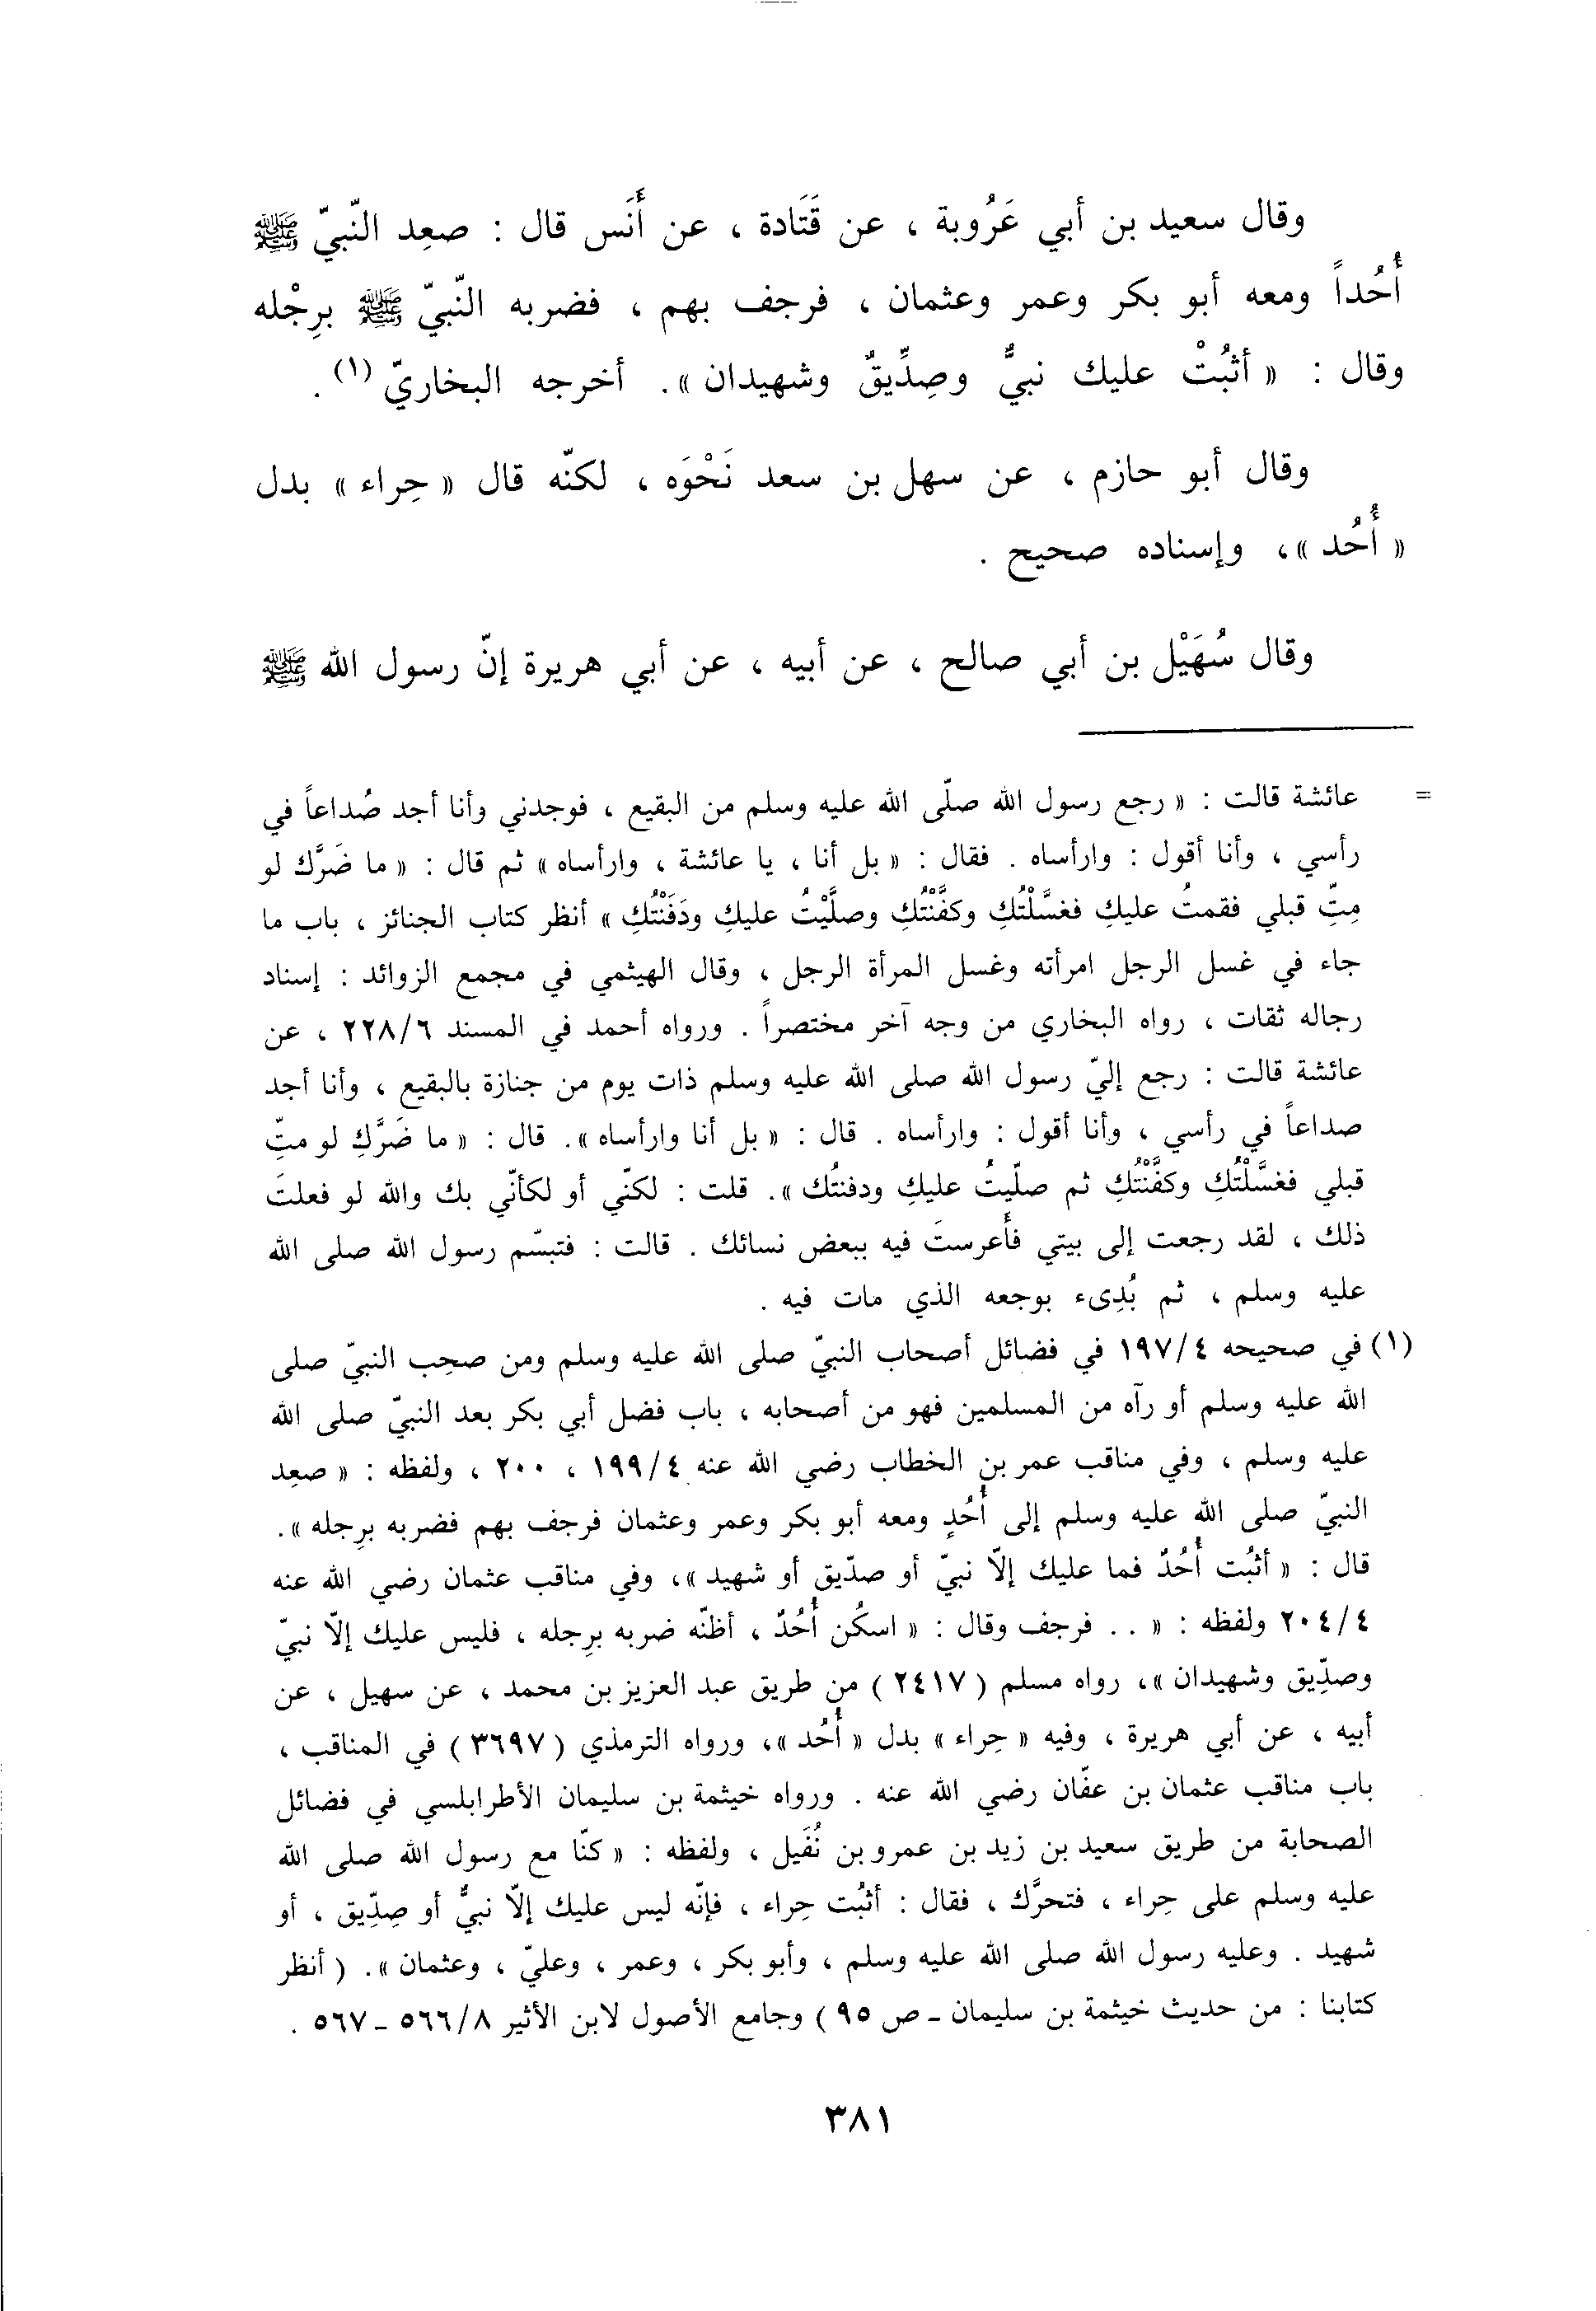 وقال سعيد بن أبي عَرُوبة ، عن قَتَادة ، عن أَنَس قال : صعِد النّبيّ ﷺ
أُحُداً ومعه أبو بكر وعمر وعثمان ، فرجف بهم ، فضربه النّبيّ ﷺ برِجْله
وقال : « أثبُتْ عليك نبيٌّ وصِدِّيقٌ وشهيدان ». أخرجه البخاريّ (١) .
وقال أبو حازم ، عن سهل بن سعد نَحْوَه ، لكنّه قال « حِراء » بدل
« أُحُد »، وإسناده صحيح .
وقال سُهَيْل بن أبي صالح ، عن أبيه ، عن أبي هريرة إنّ رسول الله ﷺ
= عائشة قالت : « رجع رسول الله صلّى الله عليه وسلم من البقيع ، فوجدني وأنا أجد صُداعاً في
رأسي ، وأنا أقول : وارأساه . فقال : « بل أنا ، يا عائشة ، وارأساه » ثم قال : « ما ضَرَّك لو
مِتِّ قبلي فقمتُ عليكِ فغسَّلْتُكِ وكفَّنْتُكِ وصلَّيْتُ عليكِ ودَفَنْتُكِ » أنظر كتاب الجنائز ، باب ما
جاء في غسل الرجل امرأته وغسل المرأة الرجل ، وقال الهيثمي في مجمع الزوائد : إسناد
رجاله ثقات ، رواه البخاري من وجه آخر مختصراً . ورواه أحمد في المسند ٢٢٨/٦ ، عن
عائشة قالت : رجع إليّ رسول الله صلى الله عليه وسلم ذات يوم من جنازة بالبقيع ، وأنا أجد
صداعاً في رأسي ، وأنا أقول : وارأساه . قال : « بل أنا وارأساه ». قال : « ما ضَرَّكِ لو متِّ
قبلي فغسَّلْتُكِ وكفَّنْتُكِ ثم صلّيتُ عليكِ ودفنتُك ». قلت : لكنّي أو لكأنّي بك والله لو فعلتَ
ذلك ، لقد رجعت إلى بيتي فأعرستَ فيه ببعض نسائك . قالت : فتبسّم رسول الله صلى الله
عليه وسلم ، ثم بُدِىء بوجعه الذي مات فيه .
(١) في صحيحه ١٩٧/٤ في فضائل أصحاب النبيّ صلى الله عليه وسلم ومن صحِب النبيّ صلى
الله عليه وسلم أو رآه من المسلمين فهو من أصحابه ، باب فضل أبي بكر بعد النبيّ صلى الله
عليه وسلم ، وفي مناقب عمر بن الخطاب رضي الله عنه ١٩٩/٤ ، ٢٠٠ ، ولفظه : « صعِد
النبيّ صلى الله عليه وسلم إلى أُحُدٍ ومعه أبو بكر وعمر وعثمان فرجف بهم فضربه برِجله ».
قال : « أثبُت أُحُدٌ فما عليك إلاّ نبيّ أو صدّيق أو شهيد »، وفي مناقب عثمان رضي الله عنه
٢٠٤/٤ ولفظه : « . . فرجف وقال : « اسكُن أُحُدٌ ، أظنّه ضربه برِجله ، فليس عليك إلاّ نبيّ
وصدِّيق وشهيدان »، رواه مسلم ( ٢٤١٧ ) من طريق عبد العزيز بن محمد ، عن سهيل ، عن
أبيه ، عن أبي هريرة ، وفيه « حِراء » بدل « أُحُد »، ورواه الترمذي ( ٣٦٩٧ ) في المناقب ،
باب مناقب عثمان بن عفّان رضي الله عنه . ورواه خيثمة بن سليمان الأطرابلسي في فضائل
الصحابة من طريق سعيد بن زيد بن عمرو بن نُفَيل ، ولفظه : « كنّا مع رسول الله صلى الله
عليه وسلم على حِراء ، فتحرَّك ، فقال : أثبُت حِراء ، فإنّه ليس عليك إلاّ نبيٌّ أو صِدِّيق ، أو
شهيد . وعليه رسول الله صلى الله عليه وسلم ، وأبو بكر ، وعمر ، وعليّ ، وعثمان ». ( أنظر
كتابنا : من حديث خيثمة بن سليمان ـ ص ٩٥ ) وجامع الأصول لابن الأثير ٥٦٦/٨ ـ ٥٦٧ .
٣٨١